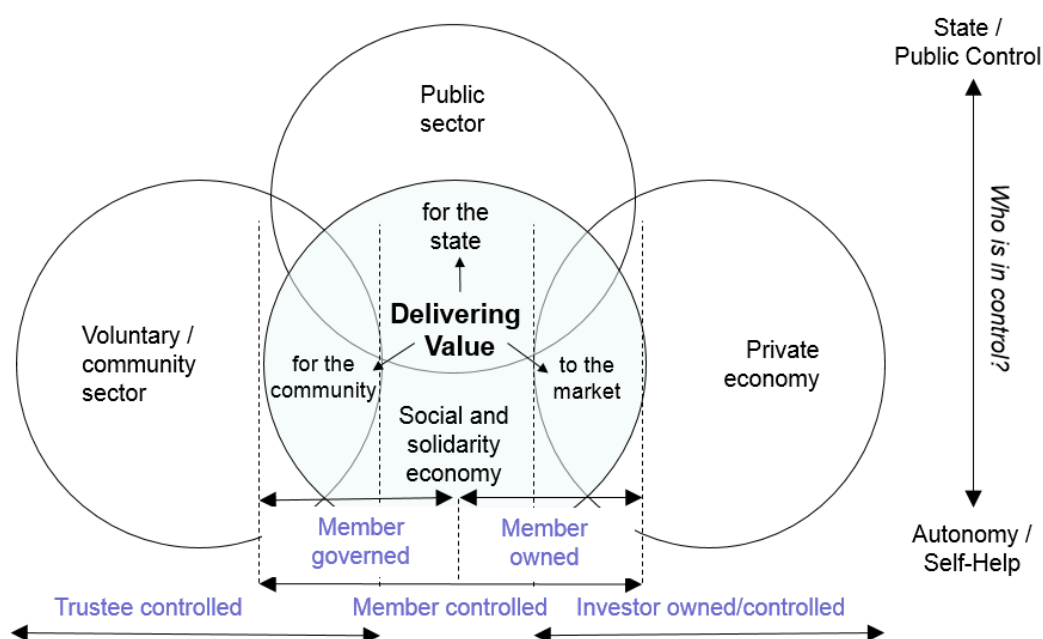 State /
Public Control
Public
sector
for the
state
Who is in control?
Delivering
Value
Voluntary /
community
sector
for the
community
to the
market
Private
economy
Social and
solidarity
economy
Member
governed
Member
owned
Autonomy /
Self-Help
Trustee controlled
Member controlled
Investor owned/controlled